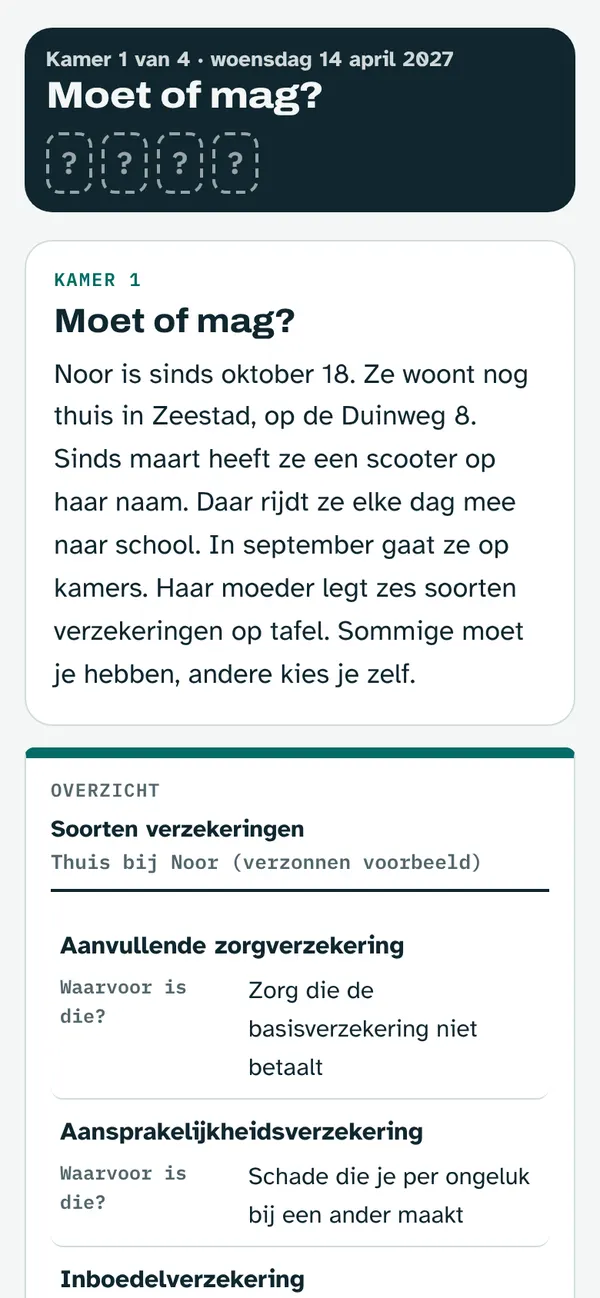 Kamer 1 van 4 · woensdag 14 april 2027
Moet of mag?
? ? ? ?
KAMER 1
Moet of mag?
Noor is sinds oktober 18. Ze woont nog
thuis in Zeestad, op de Duinweg 8.
Sinds maart heeft ze een scooter op
haar naam. Daar rijdt ze elke dag mee
naar school. In september gaat ze op
kamers. Haar moeder legt zes soorten
verzekeringen op tafel. Sommige moet
je hebben, andere kies je zelf.
OVERZICHT
Soorten verzekeringen
Thuis bij Noor (verzonnen voorbeeld)
Aanvullende zorgverzekering
Waarvoor is die?
Zorg die de
basisverzekering niet
betaalt
Aansprakelijkheidsverzekering
Waarvoor is die?
Schade die je per ongeluk
bij een ander maakt
Inboedelverzekering